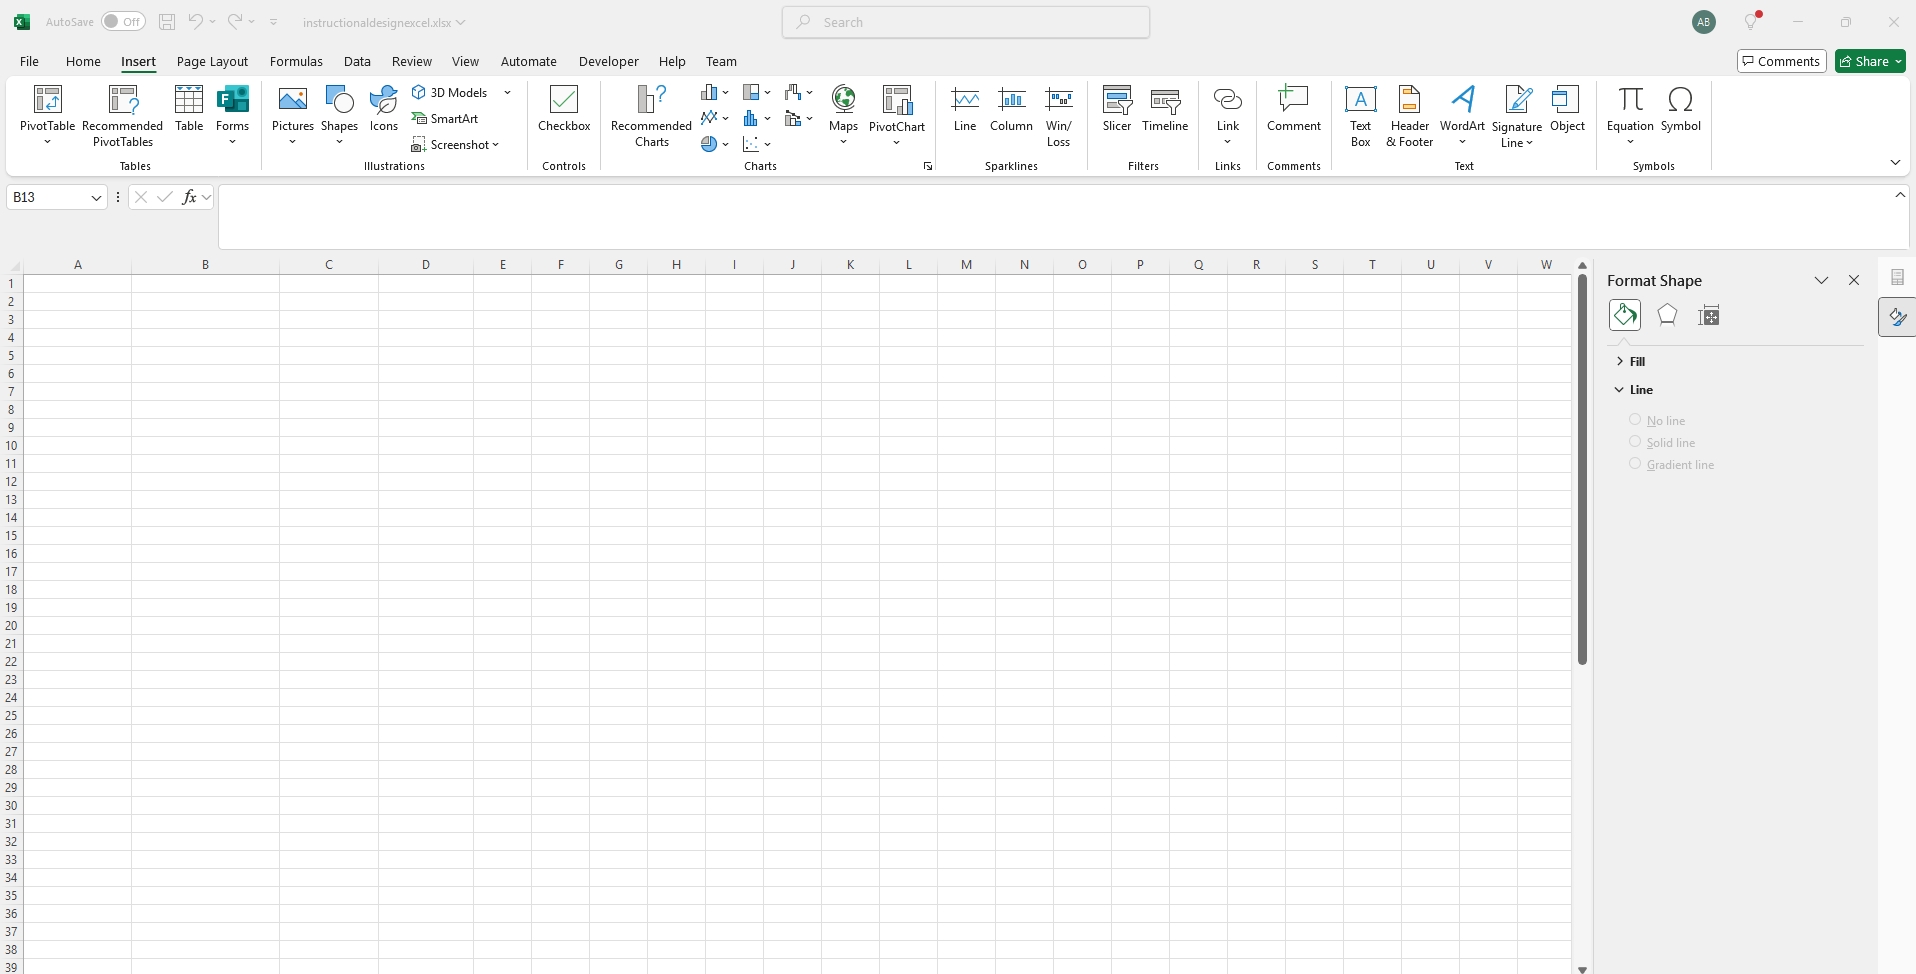 AutoSave Off instructionaldesignexcel.xlsx Search AB
File Home Insert Page Layout Formulas Data Review View Automate Developer Help Team Comments Share
PivotTable Recommended PivotTables Table Forms
Tables
Pictures Shapes Icons 3D Models SmartArt Screenshot
Illustrations
Checkbox
Controls
Recommended Charts Maps PivotChart
Charts
Line Column Win/ Loss
Sparklines
Slicer Timeline
Filters
Link
Links
Comment
Comments
Text Box Header & Footer WordArt Signature Line Object
Text
Equation Symbol
Symbols
B13 fx
A B C D E F G H I J K L M N O P Q R S T U V W
1
2
3
4
5
6
7
8
9
10
11
12
13
14
15
16
17
18
19
20
21
22
23
24
25
26
27
28
29
30
31
32
33
34
35
36
37
38
39
Format Shape
Fill
Line
No line
Solid line
Gradient line